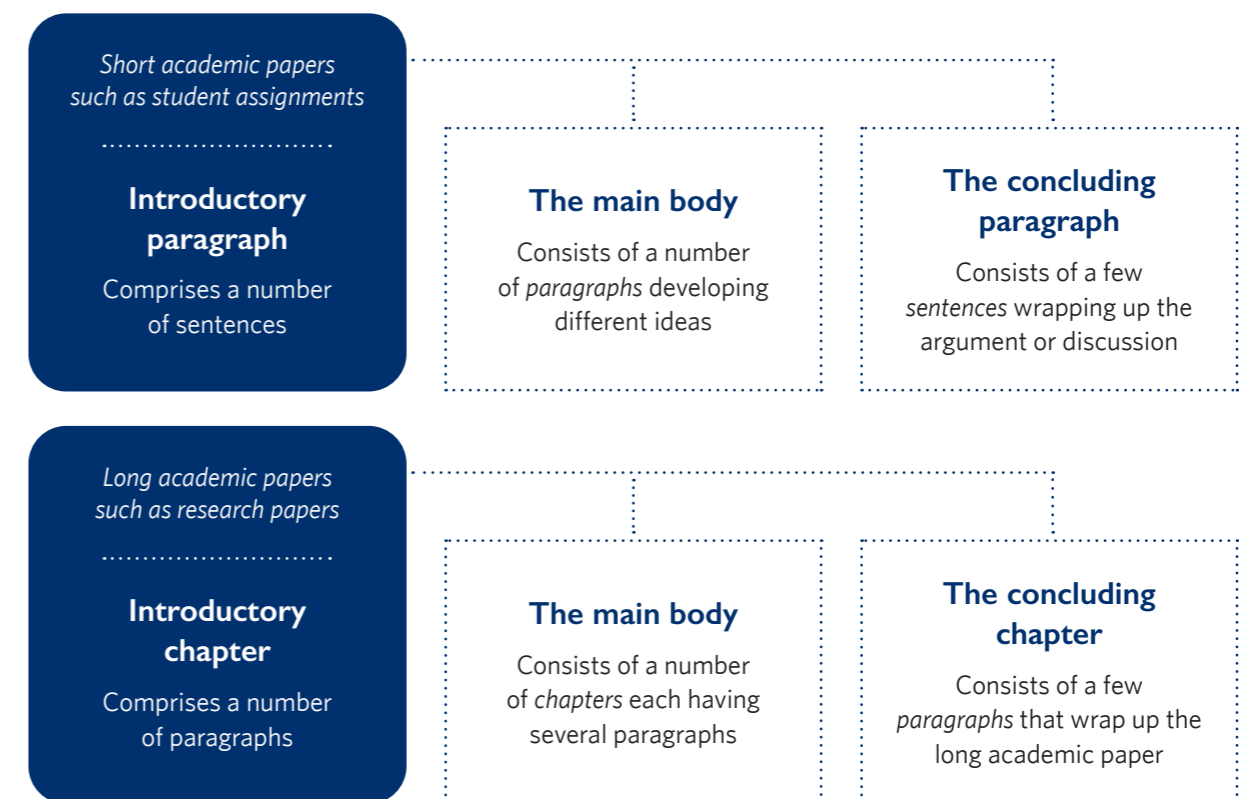 Short academic papers
such as student assignments
Introductory
paragraph
Comprises a number
of sentences
The main body
Consists of a number
of paragraphs developing
different ideas
The concluding
paragraph
Consists of a few
sentences wrapping up the
argument or discussion
Long academic papers
such as research papers
Introductory
chapter
Comprises a number
of paragraphs
The main body
Consists of a number
of chapters each having
several paragraphs
The concluding
chapter
Consists of a few
paragraphs that wrap up the
long academic paper